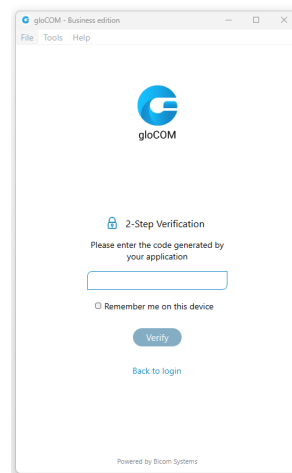 gloCOM - Business edition
File Tools Help
gloCOM
2-Step Verification
Please enter the code generated by
your application
Remember me on this device
Verify
Back to login
Powered by Bicom Systems